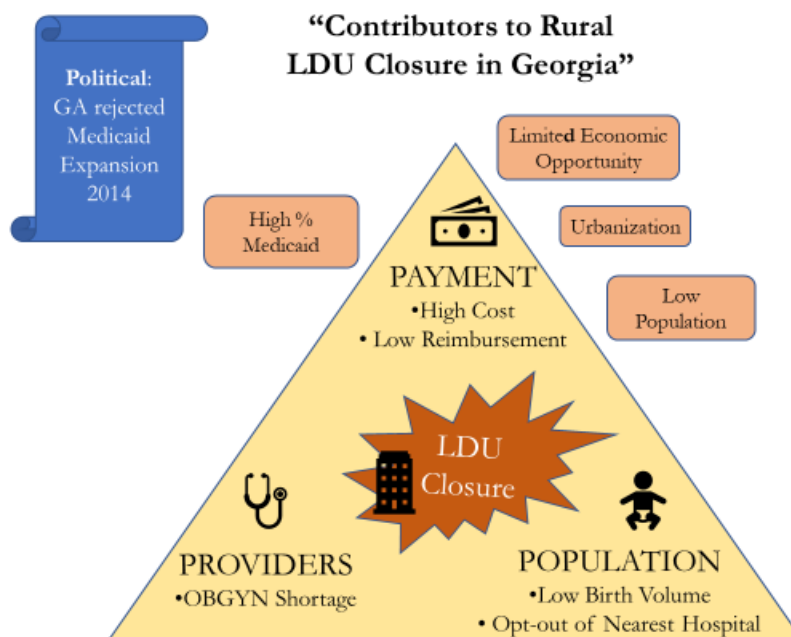 “Contributors to Rural
LDU Closure in Georgia”
Political:
GA rejected
Medicaid
Expansion
2014
Limited Economic
Opportunity
High %
Medicaid
Urbanization
Low
Population
PAYMENT
•High Cost
• Low Reimbursement
LDU
Closure
PROVIDERS
•OBGYN Shortage
POPULATION
•Low Birth Volume
• Opt-out of Nearest Hospital